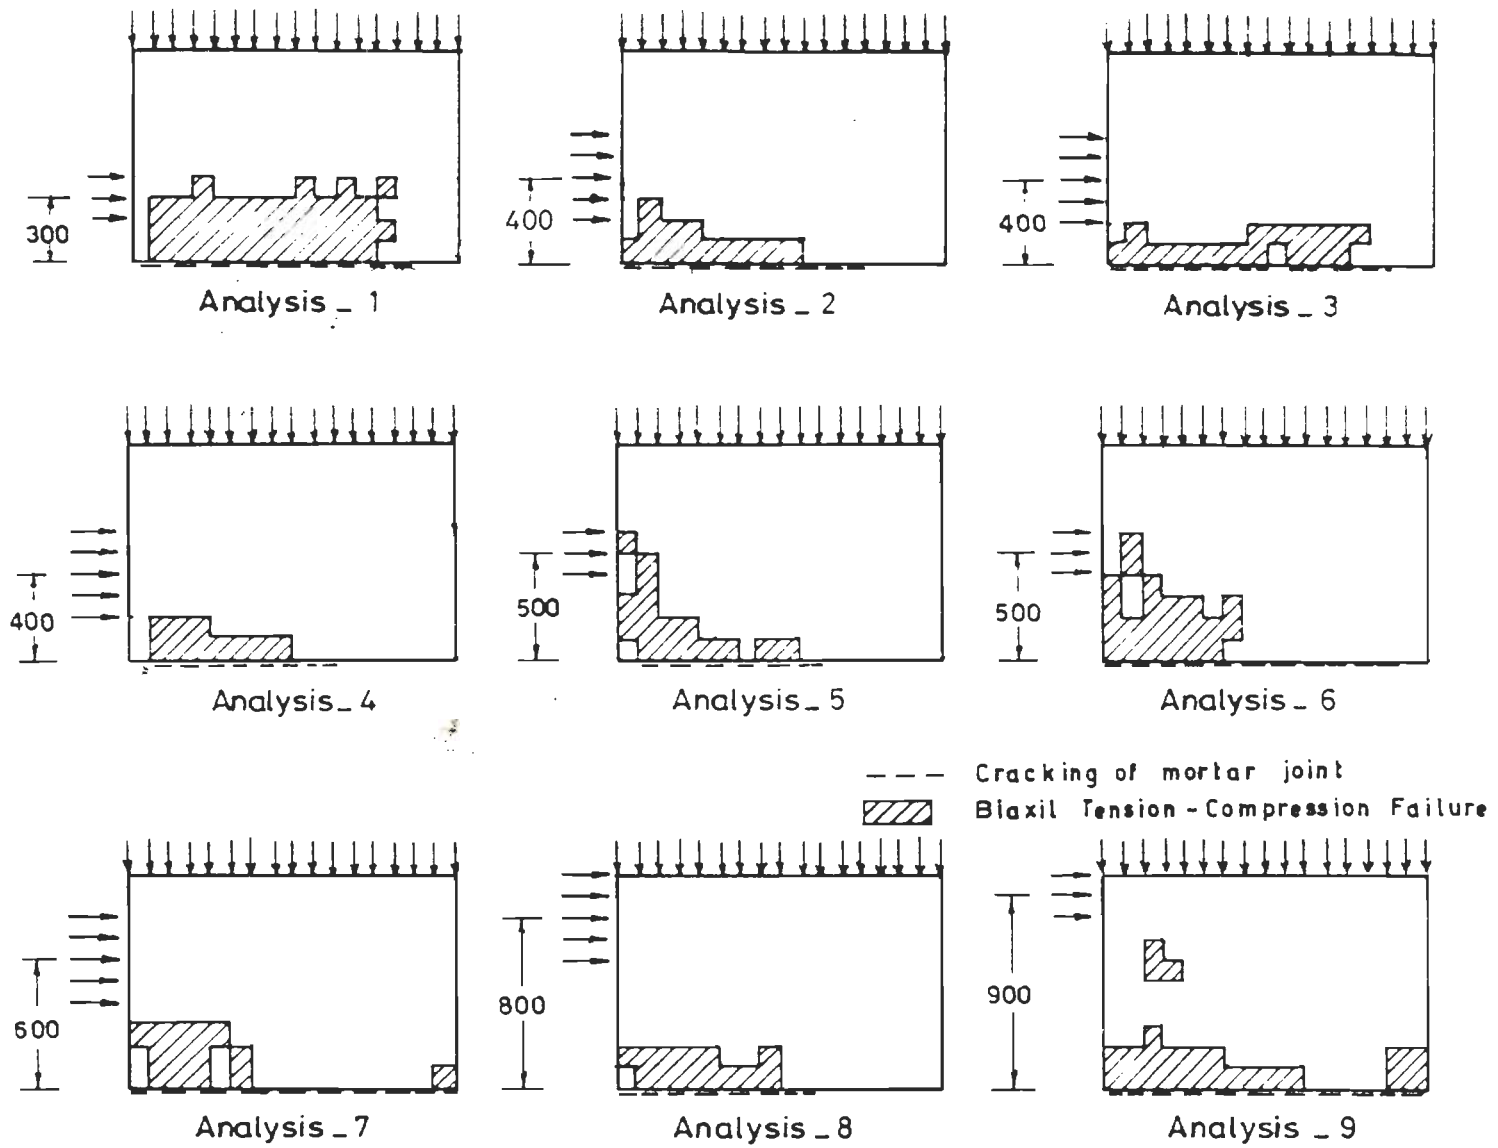 300
400
400
Analysis _ 1
Analysis _ 2
Analysis _ 3
400
500
500
Analysis _ 4
Analysis _ 5
Analysis _ 6
Cracking of mortar joint
Biaxil Tension - Compression Failure
600
800
900
Analysis _ 7
Analysis _ 8
Analysis _ 9